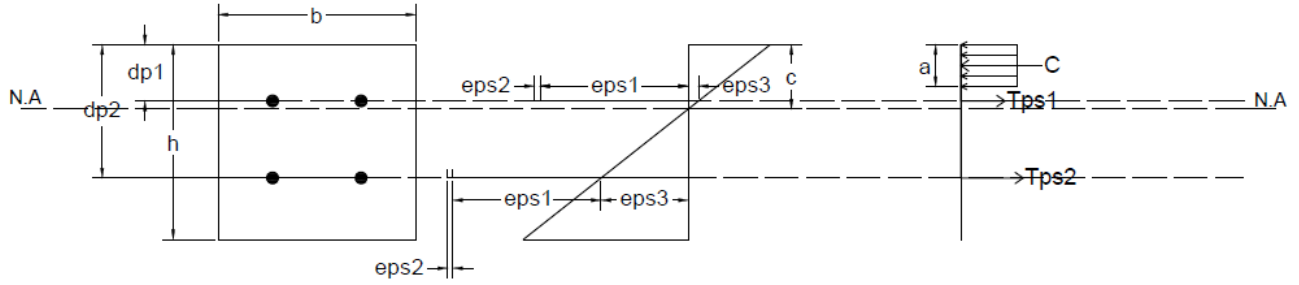 b
dp1
a
C
c
eps2 eps1 eps3
N.A
Tps1
N.A
dp2
h
Tps2
eps1 eps3
eps2